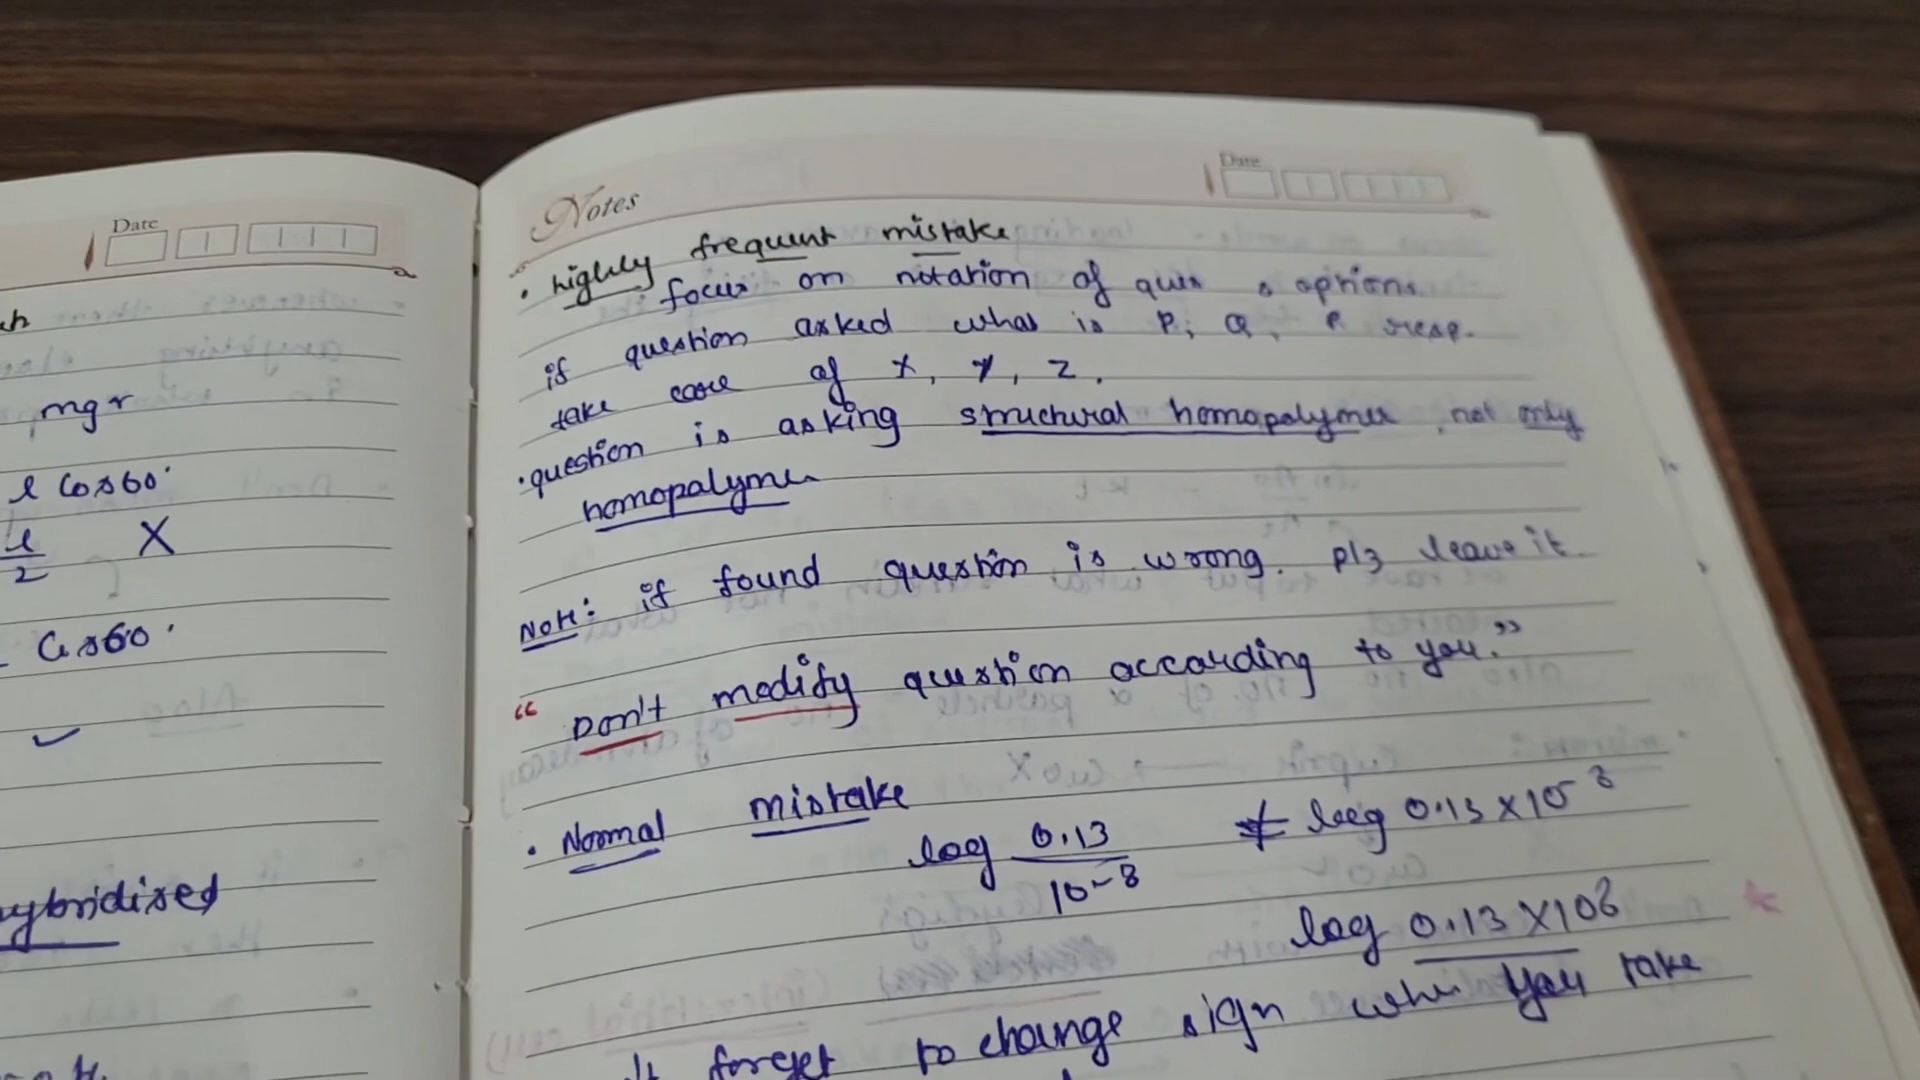 Date
mgr
l Cos60°
l/2 X
Cos60°
ybridised
Notes
Date
• highly frequent mistake
focus on notation of ques & options
if question asked what is P, Q, R resp.
take care of X, Y, Z.
• question is asking structural homopolymer not only
homopolymer
Note: if found question is wrong. plz leave it
“ Don't modify question according to you.”
• Normal mistake
log 0.13/10-8 ≠ log 0.13 x 10-8
log 0.13 X 108
forget to change sign when you take